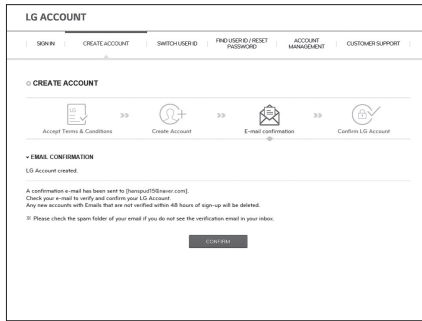 LG ACCOUNT
SIGN IN
CREATE ACCOUNT
SWITCH USER ID
FIND USER ID / RESET
PASSWORD
ACCOUNT
MANAGEMENT
CUSTOMER SUPPORT
CREATE ACCOUNT
LG
Accept Terms & Conditions
Create Account
E-mail confirmation
Confirm LG Account
EMAIL CONFIRMATION
LG Account created.
A confirmation e-mail has been sent to [hanspud15@naver.com].
Check your e-mail to verify and confirm your LG Account.
Any new accounts with Emails that are not verified within 48 hours of sign-up will be deleted.
※ Please check the spam folder of your email if you do not see the verification email in your inbox.
CONFIRM